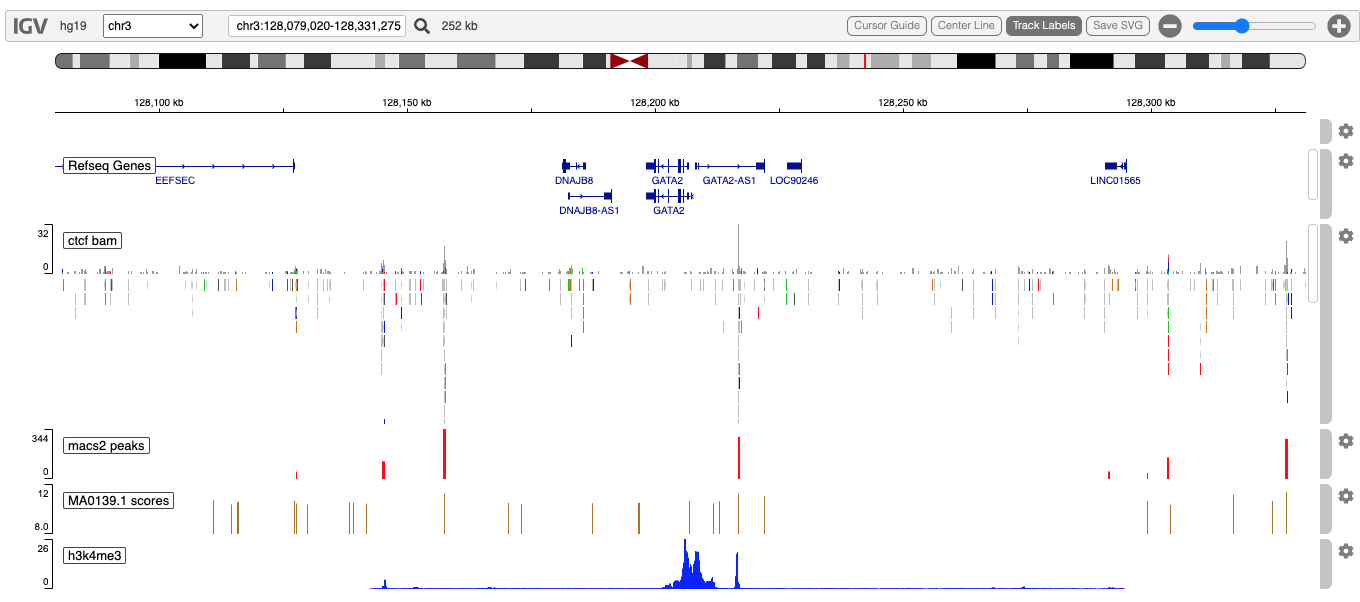 IGV hg19 chr3 chr3:128,079,020-128,331,275 252 kb Cursor Guide Center Line Track Labels Save SVG
128,100 kb 128,150 kb 128,200 kb 128,250 kb 128,300 kb
Refseq Genes
EEFSEC DNAJB8 GATA2 GATA2-AS1 LOC90246 LINC01565
DNAJB8-AS1 GATA2
32
ctcf bam
0
344
macs2 peaks
0
12
MA0139.1 scores
8.0
26
h3k4me3
0